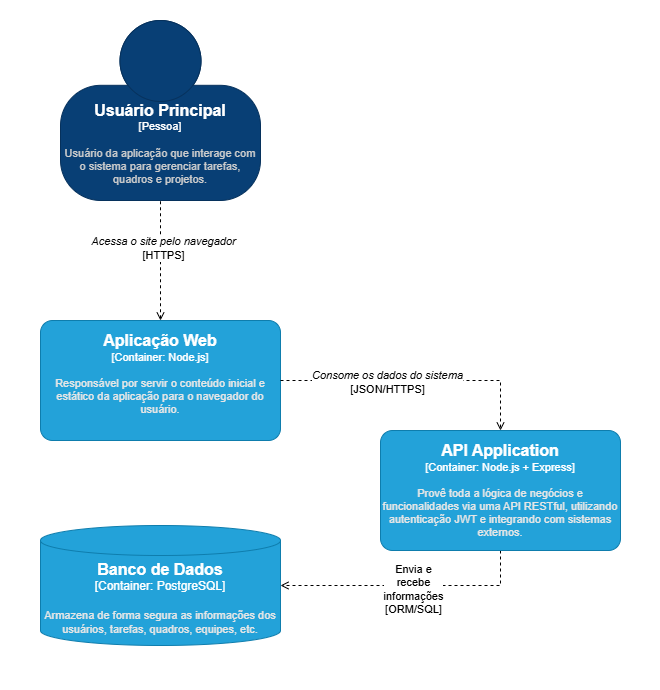 Usuário Principal
[Pessoa]
Usuário da aplicação que interage com
o sistema para gerenciar tarefas,
quadros e projetos.
Acessa o site pelo navegador
[HTTPS]
Aplicação Web
[Container: Node.js]
Responsável por servir o conteúdo inicial e
estático da aplicação para o navegador do
usuário.
Consome os dados do sistema
[JSON/HTTPS]
API Application
[Container: Node.js + Express]
Provê toda a lógica de negócios e
funcionalidades via uma API RESTful, utilizando
autenticação JWT e integrando com sistemas
externos.
Banco de Dados
[Container: PostgreSQL]
Armazena de forma segura as informações dos
usuários, tarefas, quadros, equipes, etc.
Envia e
recebe
informações
[ORM/SQL]